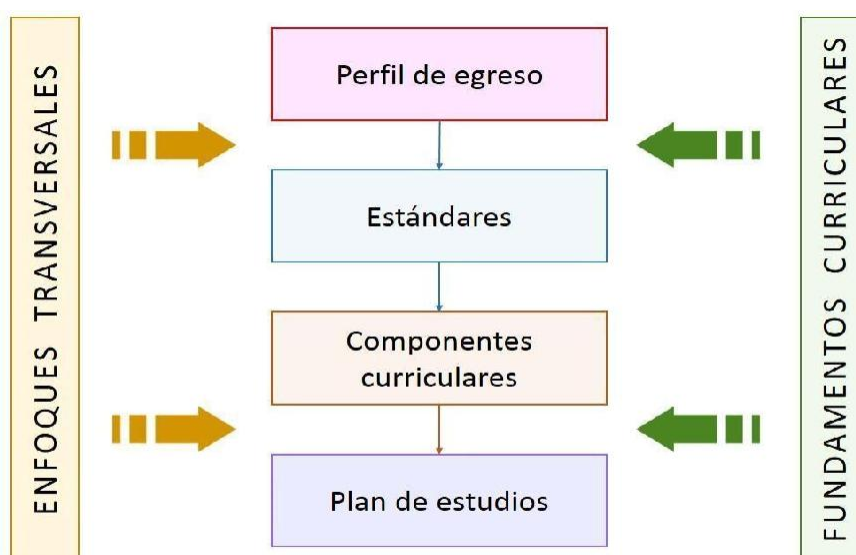 ENFOQUES TRANSVERSALES
Perfil de egreso
Estándares
Componentes
curriculares
Plan de estudios
FUNDAMENTOS CURRICULARES